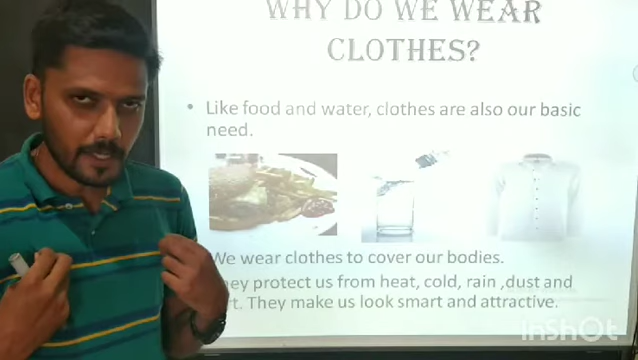 WHY DO WE WEAR
CLOTHES?
• Like food and water, clothes are also our basic
need.
We wear clothes to cover our bodies.
They protect us from heat, cold, rain ,dust and
They make us look smart and attractive.
InShOt